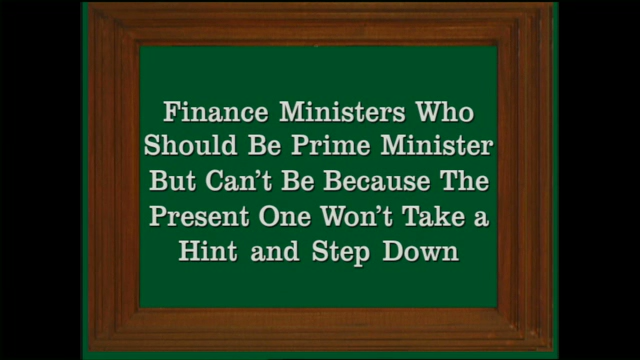 Finance Ministers Who
Should Be Prime Minister
But Can't Be Because The
Present One Won't Take a
Hint and Step Down